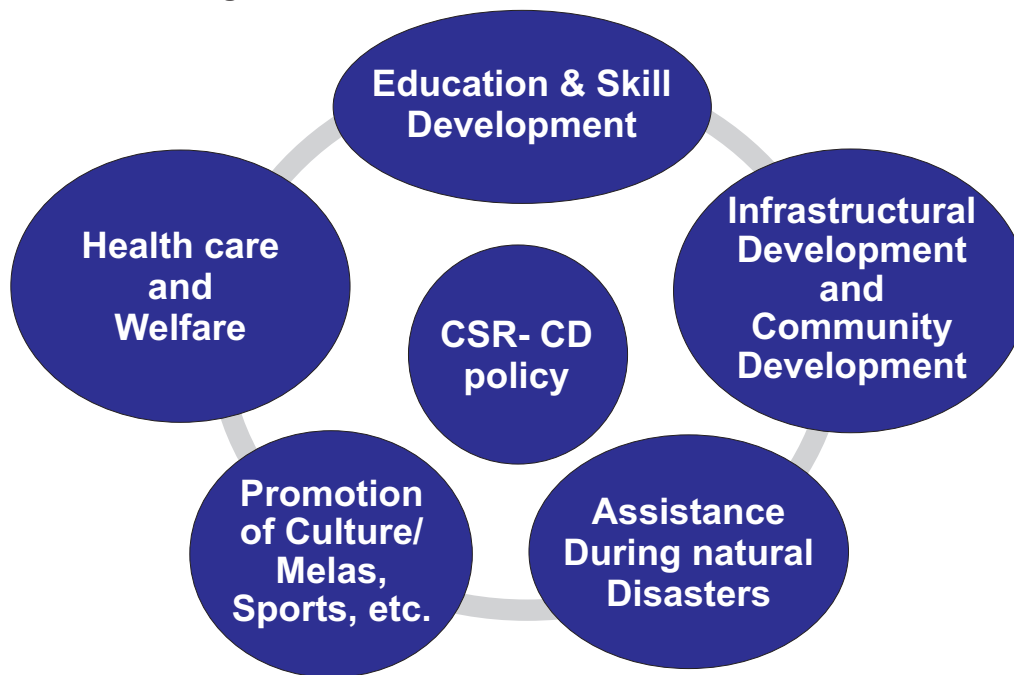 Education & Skill
Development
Infrastructural
Development
and
Community
Development
Assistance
During natural
Disasters
Promotion
of Culture/
Melas,
Sports, etc.
Health care
and
Welfare
CSR- CD
policy